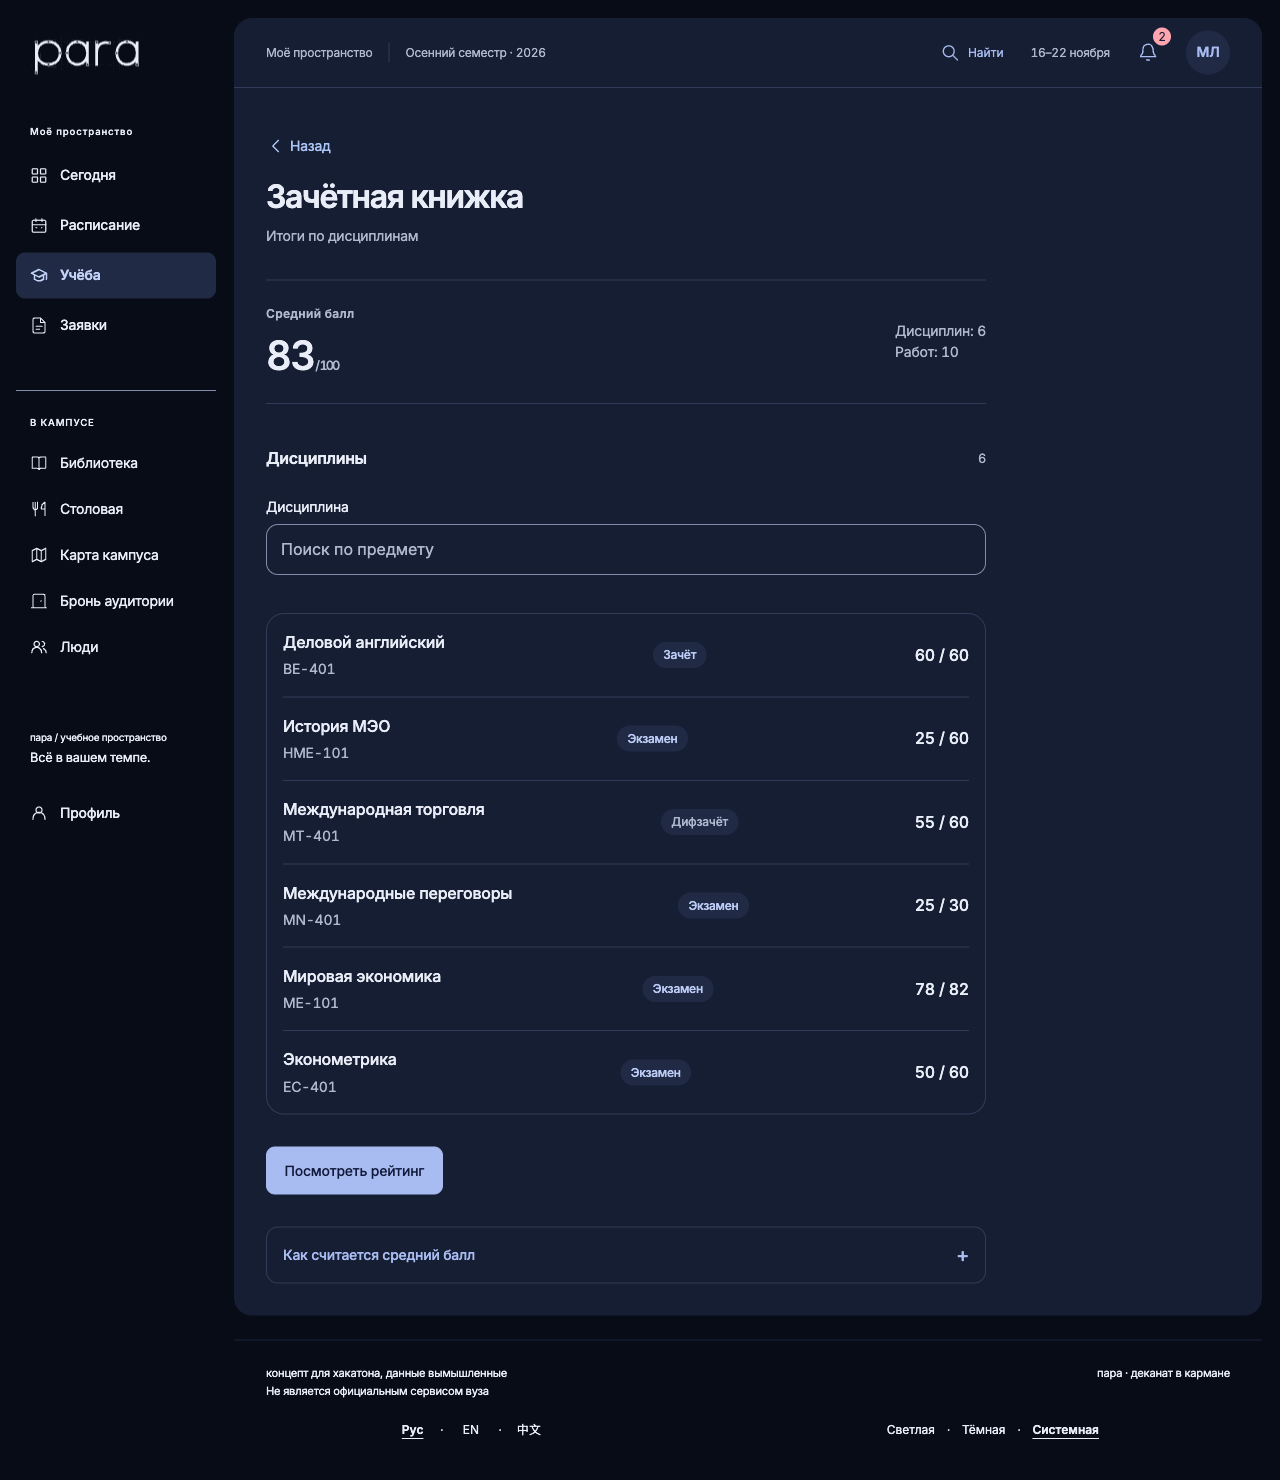 para
Моё пространство
Сегодня
Расписание
Учёба
Заявки
В КАМПУСЕ
Библиотека
Столовая
Карта кампуса
Бронь аудитории
Люди
пара / учебное пространство
Всё в вашем темпе.
Профиль
Моё пространство
Осенний семестр · 2026
Найти
16–22 ноября
2
МЛ
Назад
Зачётная книжка
Итоги по дисциплинам
Средний балл
83/100
Дисциплин: 6
Работ: 10
Дисциплины
6
Дисциплина
Поиск по предмету
Деловой английский
BE-401
Зачёт
60 / 60
История МЭО
HME-101
Экзамен
25 / 60
Международная торговля
MT-401
Дифзачёт
55 / 60
Международные переговоры
MN-401
Экзамен
25 / 30
Мировая экономика
ME-101
Экзамен
78 / 82
Эконометрика
EC-401
Экзамен
50 / 60
Посмотреть рейтинг
Как считается средний балл
+
концепт для хакатона, данные вымышленные
Не является официальным сервисом вуза
пара · деканат в кармане
Рус · EN · 中文
Светлая · Тёмная · Системная